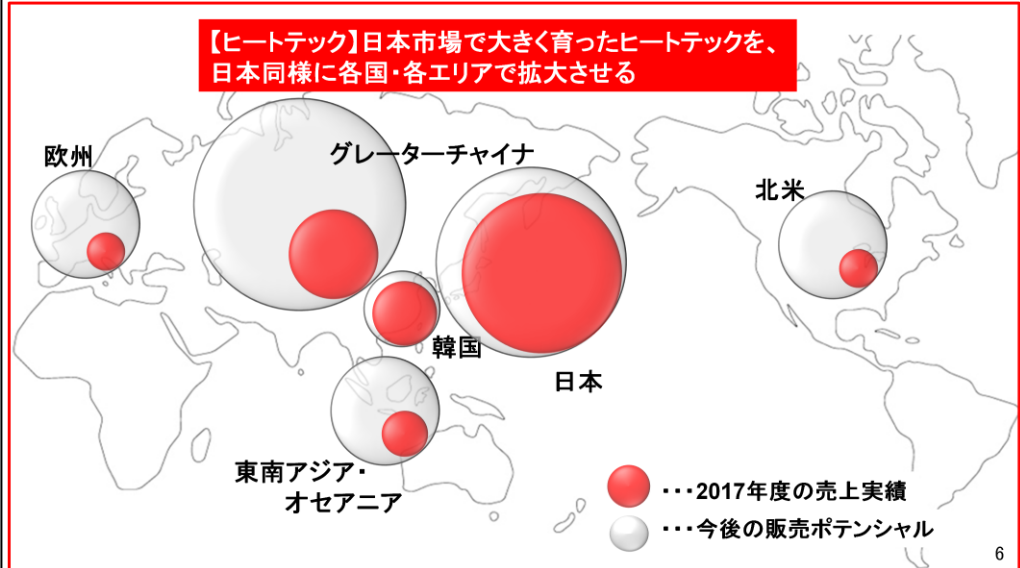 【ヒートテック】日本市場で大きく育ったヒートテックを、
日本同様に各国・各エリアで拡大させる
欧州
グレーターチャイナ
北米
韓国
日本
東南アジア・
オセアニア
・・・2017年度の売上実績
・・・今後の販売ポテンシャル
6